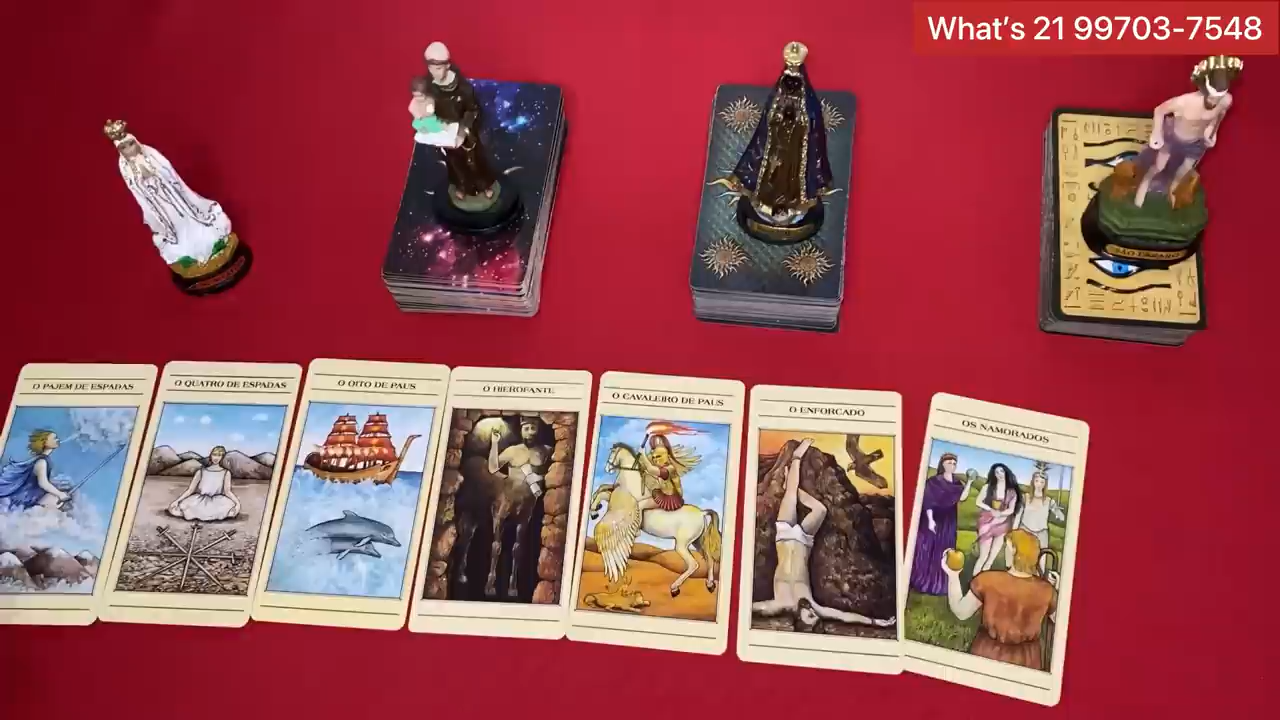 What's 21 99703-7548
O PAJEM DE ESPADAS
O QUATRO DE ESPADAS
O OITO DE PAUS
O HIEROFANTE
O CAVALEIRO DE PAUS
O ENFORCADO
OS NAMORADOS